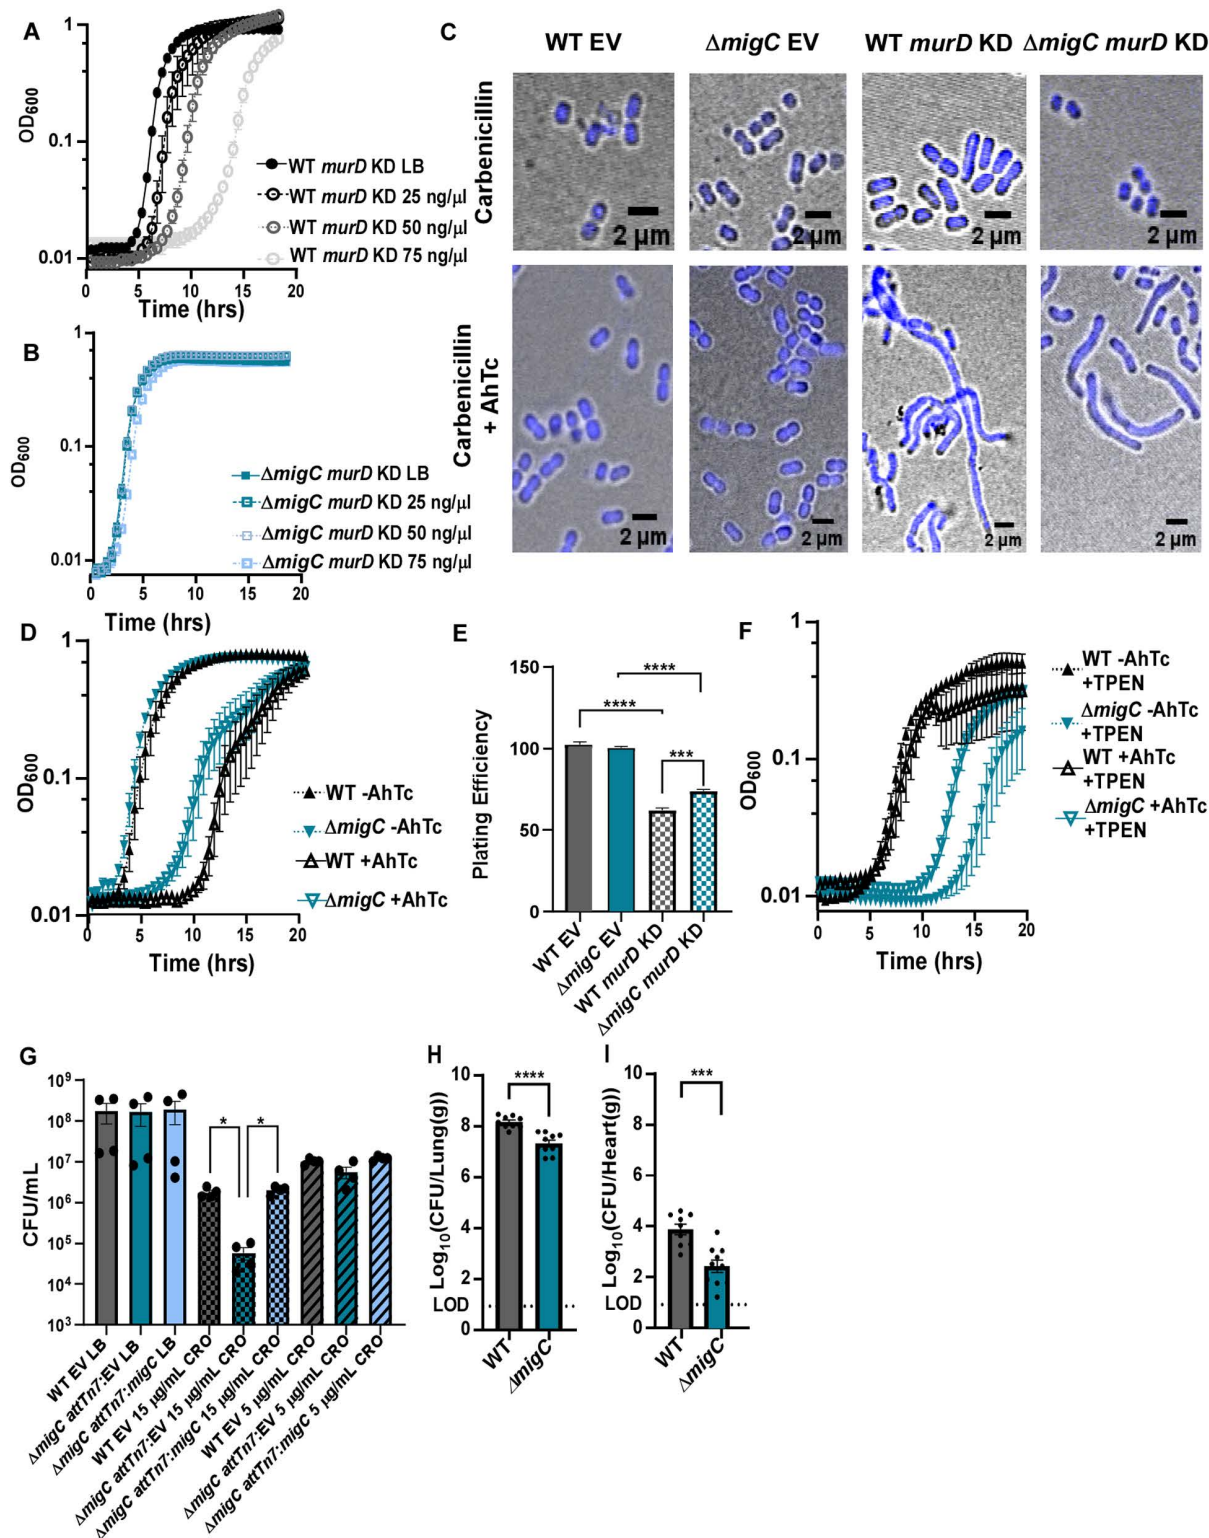 A
OD600
1
0.1
0.01
0 5 10 15 20
Time (hrs)
WT murD KD LB
WT murD KD 25 ng/µl
WT murD KD 50 ng/µl
WT murD KD 75 ng/µl
B
OD600
1
0.1
0.01
0 5 10 15 20
Time (hrs)
ΔmigC murD KD LB
ΔmigC murD KD 25 ng/µl
ΔmigC murD KD 50 ng/µl
ΔmigC murD KD 75 ng/µl
C
WT EV ΔmigC EV WT murD KD ΔmigC murD KD
Carbenicillin
2 µm 2 µm 2 µm 2 µm
Carbenicillin
+ AhTc
2 µm 2 µm 2 µm 2 µm
D
OD600
1
0.1
0.01
0 5 10 15 20
Time (hrs)
WT -AhTc
ΔmigC -AhTc
WT +AhTc
ΔmigC +AhTc
E
Plating Efficiency
150
100
50
0
****
****
***
WT EV
ΔmigC EV
WT murD KD
ΔmigC murD KD
F
OD600
1
0.1
0.01
0 5 10 15 20
Time (hrs)
WT -AhTc
+TPEN
ΔmigC -AhTc
+TPEN
WT +AhTc
+TPEN
ΔmigC +AhTc
+TPEN
G
CFU/mL
10⁹
10⁸
10⁷
10⁶
10⁵
10⁴
10³
* *
WT EV LB
ΔmigC attTn7:EV LB
ΔmigC attTn7:migC LB
WT EV 15 µg/mL CRO
ΔmigC attTn7:EV 15 µg/mL CRO
ΔmigC attTn7:migC 15 µg/mL CRO
WT EV 5 µg/mL CRO
ΔmigC attTn7:EV 5 µg/mL CRO
ΔmigC attTn7:migC 5 µg/mL CRO
H
Log10(CFU/Lung(g))
10
8
6
4
2
0
LOD
****
WT
ΔmigC
I
Log10(CFU/Heart(g))
10
8
6
4
2
0
LOD
***
WT
ΔmigC